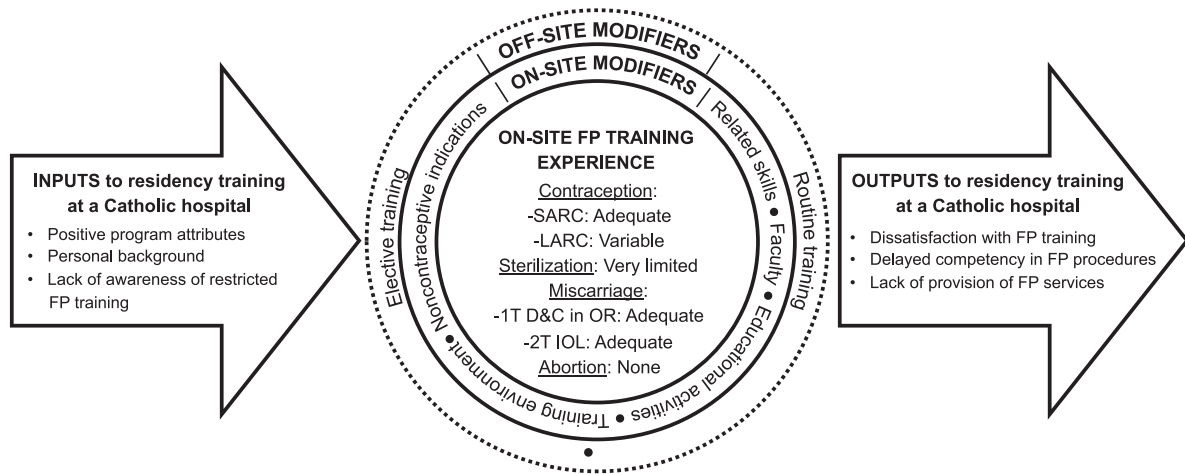 INPUTS to residency training
at a Catholic hospital
• Positive program attributes
• Personal background
• Lack of awareness of restricted
FP training
OFF-SITE MODIFIERS
Elective training
•
Routine training
ON-SITE MODIFIERS
Related skills • Faculty • Educational activities • Training environment • Noncontraceptive indications
ON-SITE FP TRAINING
EXPERIENCE
Contraception:
-SARC: Adequate
-LARC: Variable
Sterilization: Very limited
Miscarriage:
-1T D&C in OR: Adequate
-2T IOL: Adequate
Abortion: None
OUTPUTS to residency training
at a Catholic hospital
• Dissatisfaction with FP training
• Delayed competency in FP procedures
• Lack of provision of FP services